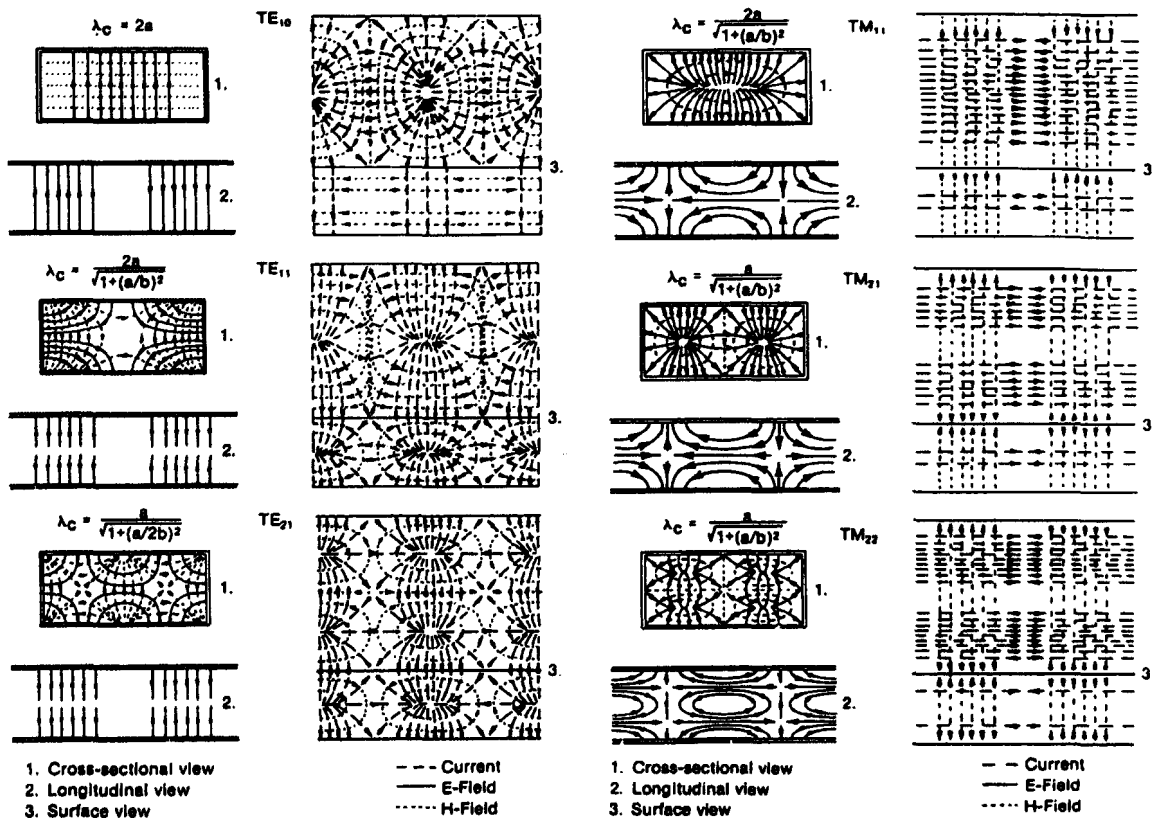 λc = 2a
TE10
1.
2.
3.
λc = 2a / √1+(a/b)²
TE11
1.
2.
3.
λc = a / √1+(a/2b)²
TE21
1.
2.
3.
1. Cross-sectional view
2. Longitudinal view
3. Surface view
--- Current
— E-Field
...... H-Field
λc = 2a / √1+(a/b)²
TM11
1.
2.
3
λc = a / √1+(a/b)²
TM21
1.
2.
3
λc = a / √1+(a/b)²
TM22
1.
2.
3
1. Cross-sectional view
2. Longitudinal view
3. Surface view
— — Current
— E-Field
...... H-Field